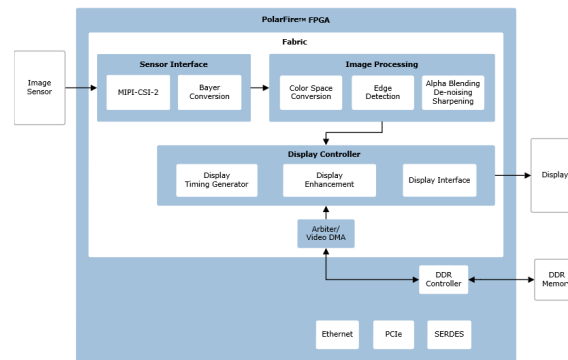 PolarFire™ FPGA
Fabric
Sensor Interface
MIPI-CSI-2
Bayer
Conversion
Image Processing
Color Space
Conversion
Edge
Detection
Alpha Blending
De-noising
Sharpening
Image
Sensor
Display Controller
Display
Timing Generator
Display
Enhancement
Display Interface
Display
Arbiter/
Video DMA
DDR
Controller
DDR
Memory
Ethernet
PCIe
SERDES